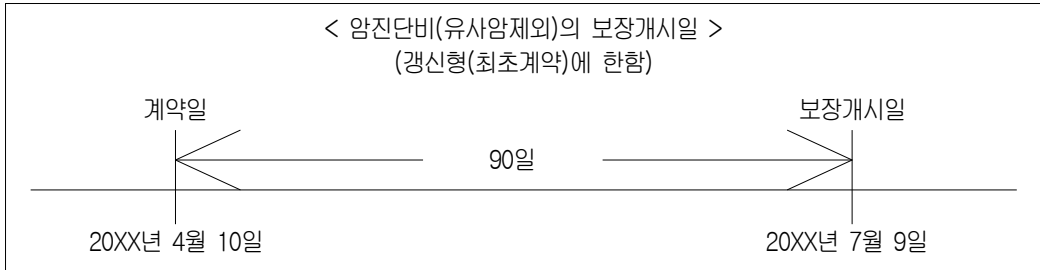 < 암진단비(유사암제외)의 보장개시일 >
(갱신형(최초계약)에 한함)
계약일 보장개시일
90일
20XX년 4월 10일 20XX년 7월 9일